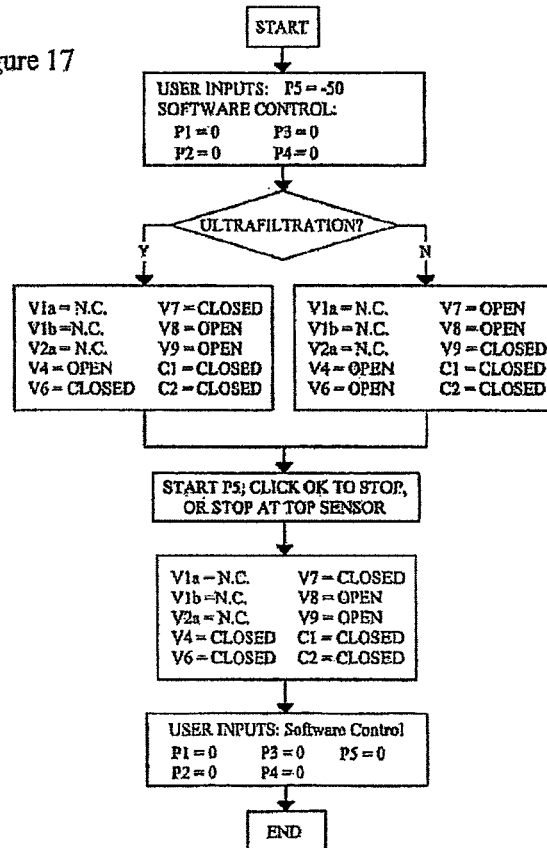 gure 17
START
USER INPUTS: P5 = -50
SOFTWARE CONTROL:
P1 = 0 P3 = 0
P2 = 0 P4 = 0
ULTRAFILTRATION?
Y N
V1a = N.C. V7 = CLOSED
V1b = N.C. V8 = OPEN
V2a = N.C. V9 = OPEN
V4 = OPEN C1 = CLOSED
V6 = CLOSED C2 = CLOSED
V1a = N.C. V7 = OPEN
V1b = N.C. V8 = OPEN
V2a = N.C. V9 = CLOSED
V4 = OPEN C1 = CLOSED
V6 = OPEN C2 = CLOSED
START P5; CLICK OK TO STOP,
OR STOP AT TOP SENSOR
V1a = N.C. V7 = CLOSED
V1b = N.C. V8 = OPEN
V2a = N.C. V9 = OPEN
V4 = CLOSED C1 = CLOSED
V6 = CLOSED C2 = CLOSED
USER INPUTS: Software Control
P1 = 0 P3 = 0 P5 = 0
P2 = 0 P4 = 0
END